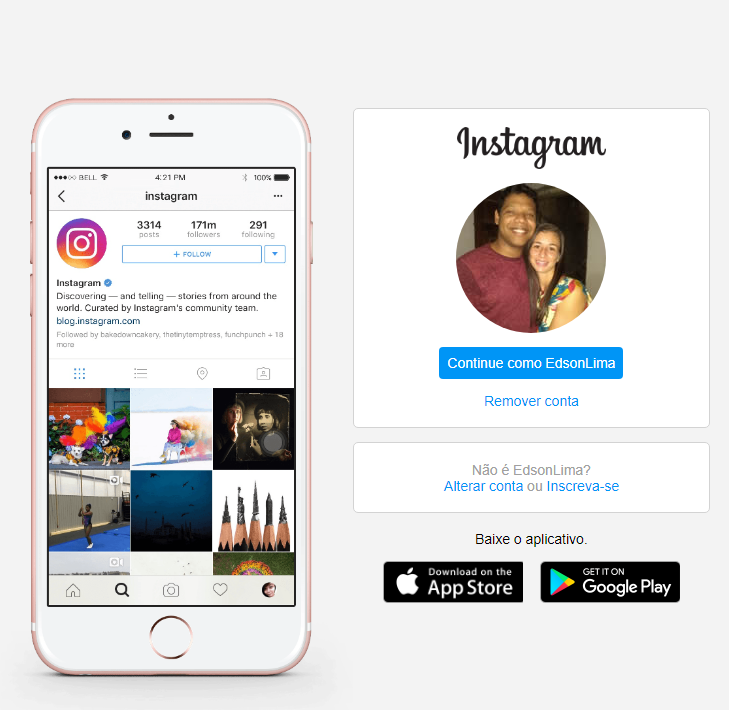 BELL 4:21 PM 100%
instagram
3314 171m 291
posts followers following
+ FOLLOW
Instagram
Discovering — and telling — stories from around the
world. Curated by Instagram's community team.
blog.instagram.com
Followed by bakedowncakery, thetinytemptress, funchpunch + 18
more
Instagram
Continue como EdsonLima
Remover conta
Não é EdsonLima?
Alterar conta ou Inscreva-se
Baixe o aplicativo.
Download on the
App Store
GET IT ON
Google Play